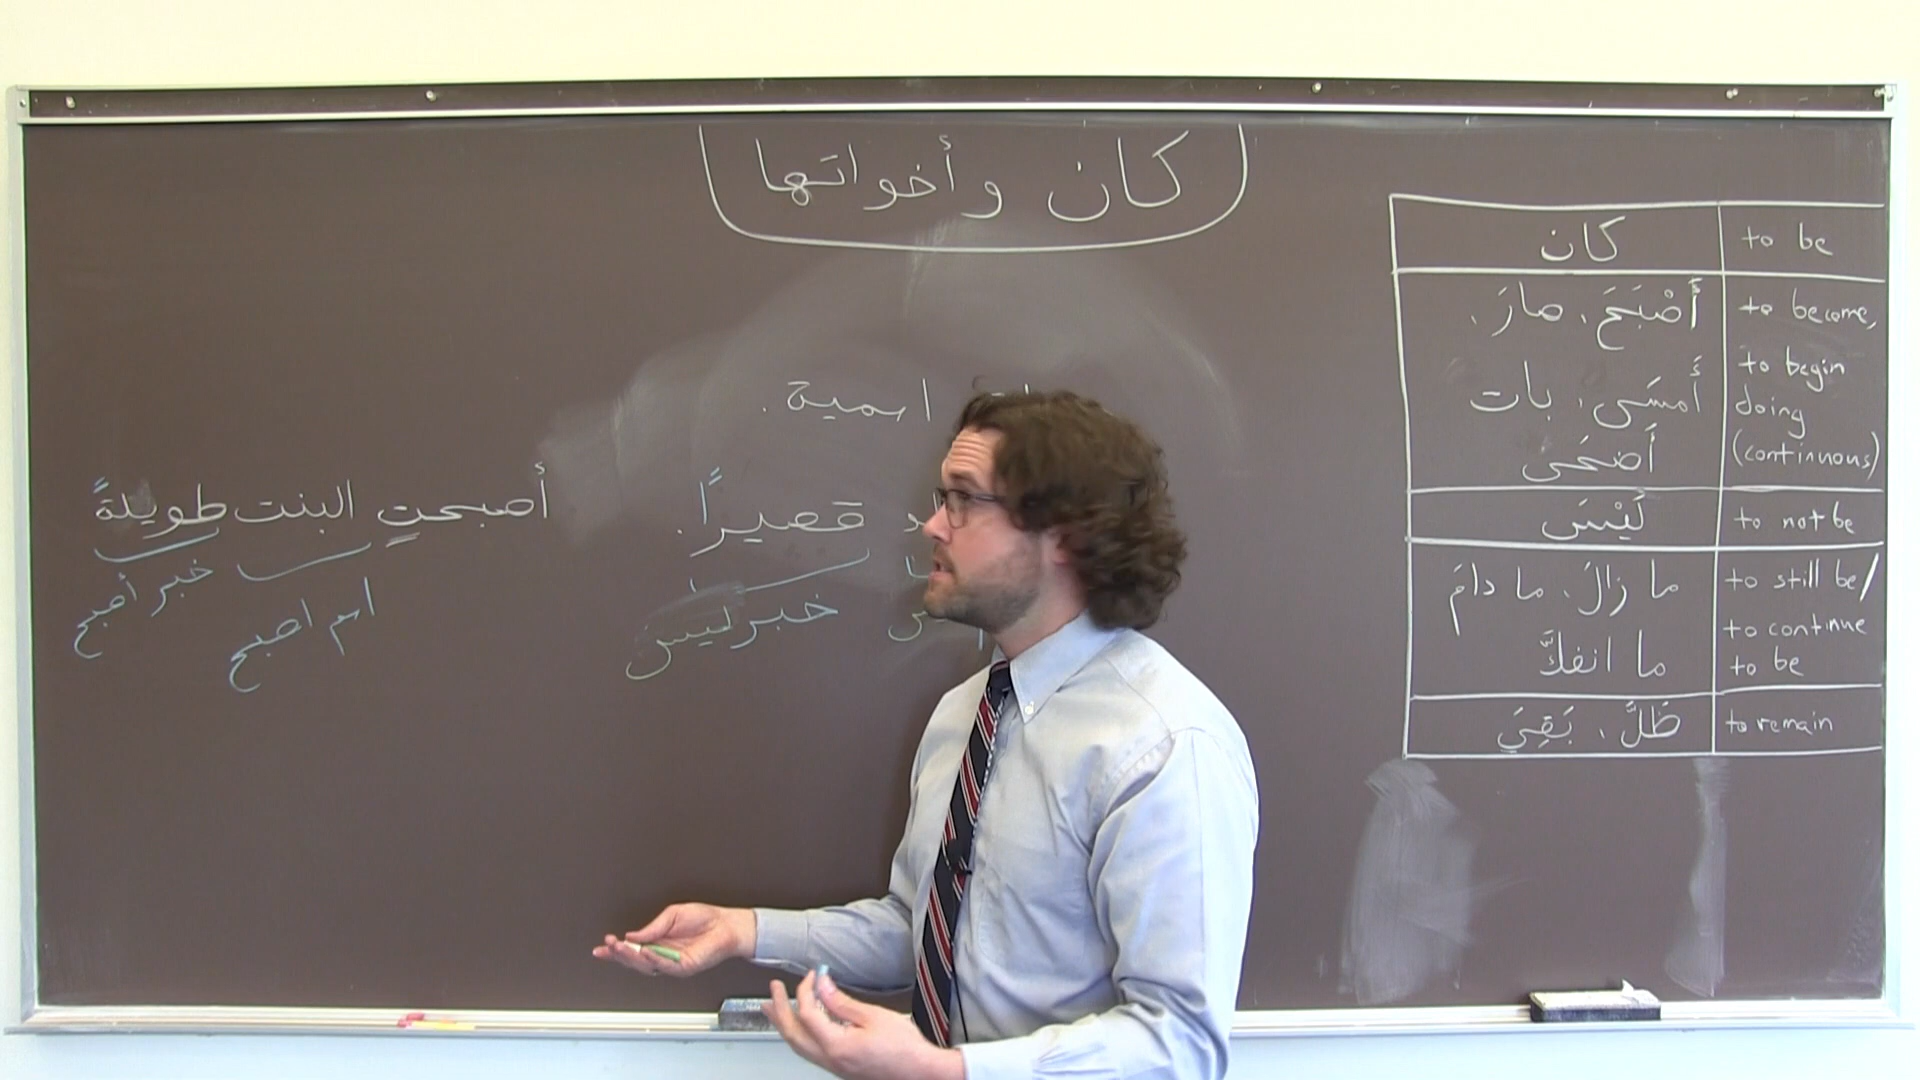 كان وأخواتها
كان
to be
أَصْبَحَ، صارَ،
أَمسَى، بات
أَضحَى
to become,
to begin
doing
(continuous)
لَيْسَ
to not be
ما زالَ، ما دامَ
ما انفكَّ
to still be/
to continue
to be
ظَلَّ، بَقِيَ
to remain
اسمية.
قصيراً.
خبر ليس
أصبحتِ البنت طويلةً
اسم اصبح
خبر أصبح